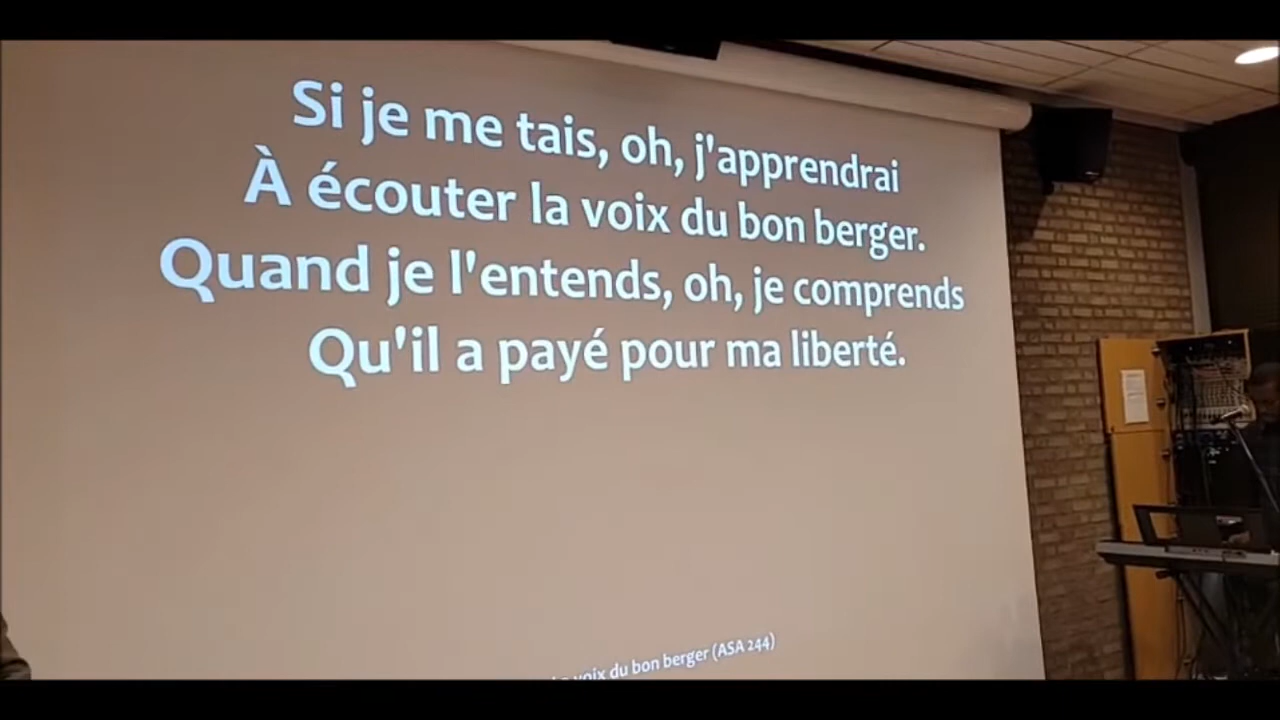 Si je me tais, oh, j'apprendrai
À écouter la voix du bon berger.
Quand je l'entends, oh, je comprends
Qu'il a payé pour ma liberté.
voix du bon berger (ASA 244)